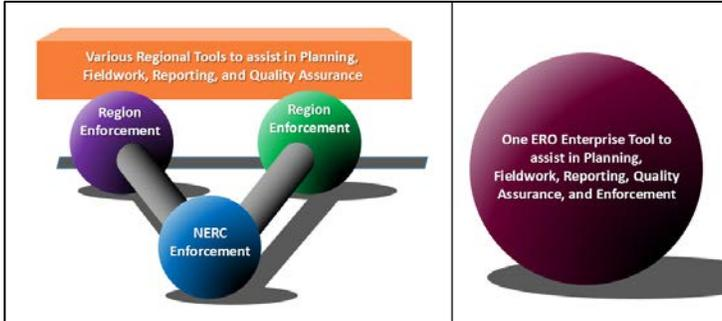 Various Regional Tools to assist in Planning,
Fieldwork, Reporting, and Quality Assurance
Region
Enforcement
Region
Enforcement
NERC
Enforcement
One ERO Enterprise Tool to
assist in Planning,
Fieldwork, Reporting, Quality
Assurance, and Enforcement